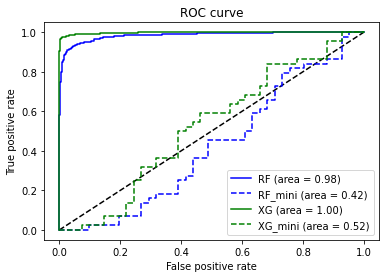 ROC curve
True positive rate
1.0
0.8
0.6
0.4
0.2
0.0
RF (area = 0.98)
RF_mini (area = 0.42)
XG (area = 1.00)
XG_mini (area = 0.52)
0.0 0.2 0.4 0.6 0.8 1.0
False positive rate